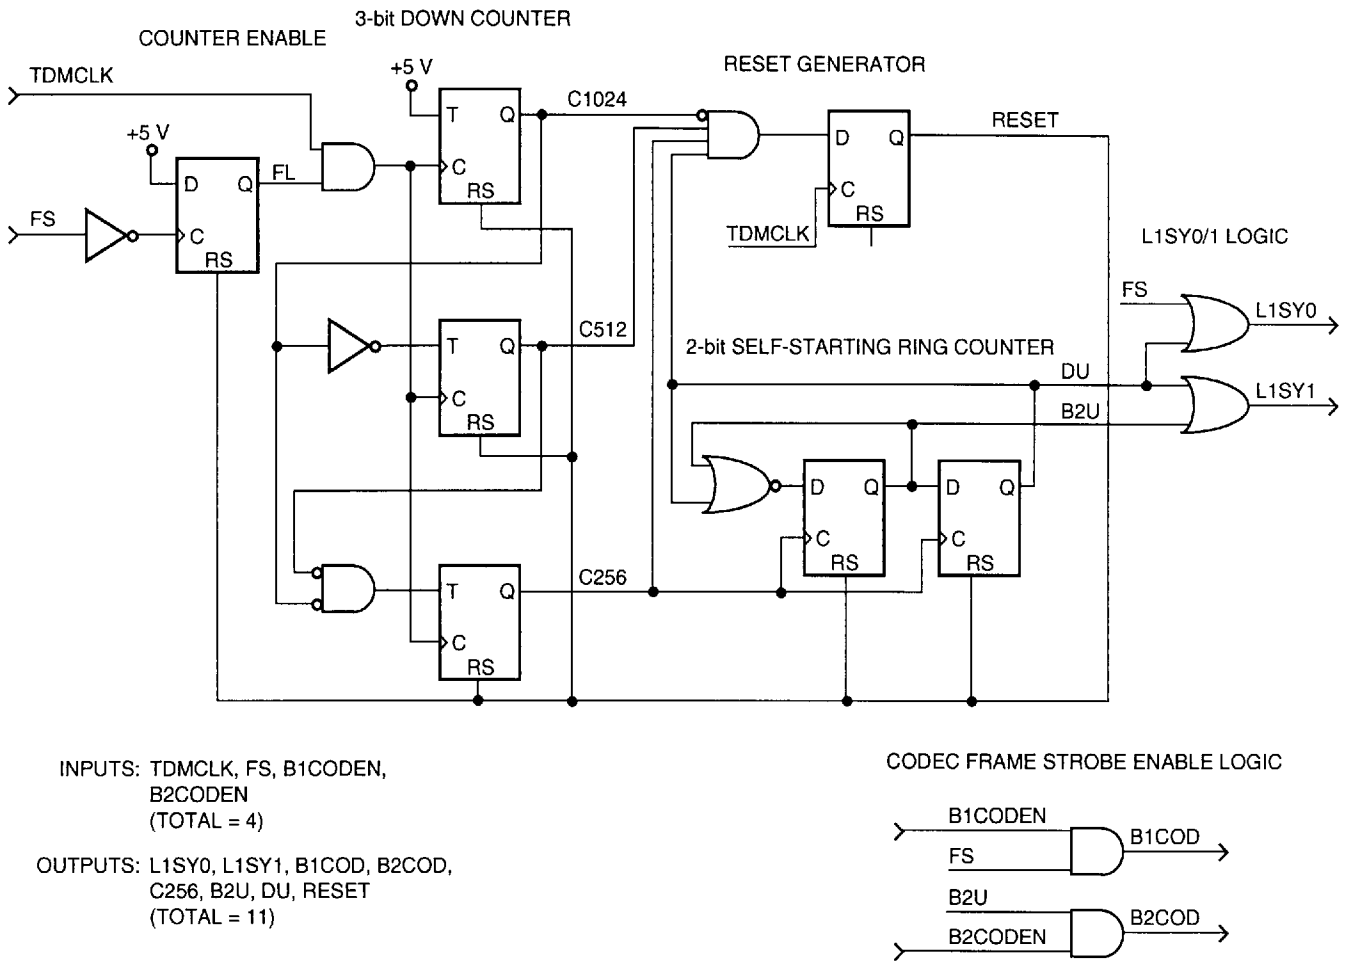 3-bit DOWN COUNTER
COUNTER ENABLE
RESET GENERATOR
TDMCLK
+5 V
T
Q
C1024
C
RS
+5 V
D
Q
FL
C
RS
FS
D
Q
RESET
C
RS
TDMCLK
L1SY0/1 LOGIC
FS
L1SY0
T
Q
C512
C
RS
2-bit SELF-STARTING RING COUNTER
DU
L1SY1
B2U
D
Q
C
RS
D
Q
C
RS
T
Q
C256
C
RS
INPUTS: TDMCLK, FS, B1CODEN,
B2CODEN
(TOTAL = 4)
OUTPUTS: L1SY0, L1SY1, B1COD, B2COD,
C256, B2U, DU, RESET
(TOTAL = 11)
CODEC FRAME STROBE ENABLE LOGIC
B1CODEN
B1COD
FS
B2U
B2COD
B2CODEN